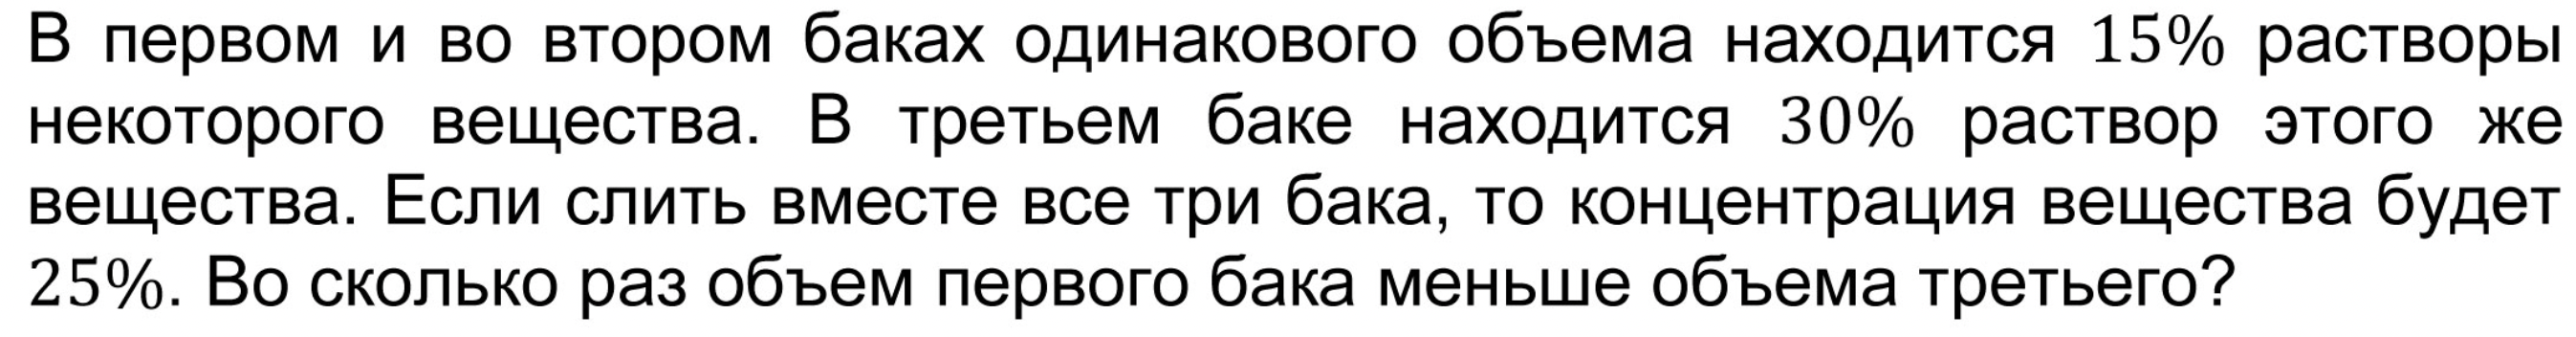 В первом и во втором баках одинакового объема находится 15% растворы
некоторого вещества. В третьем баке находится 30% раствор этого же
вещества. Если слить вместе все три бака, то концентрация вещества будет
25%. Во сколько раз объем первого бака меньше объема третьего?